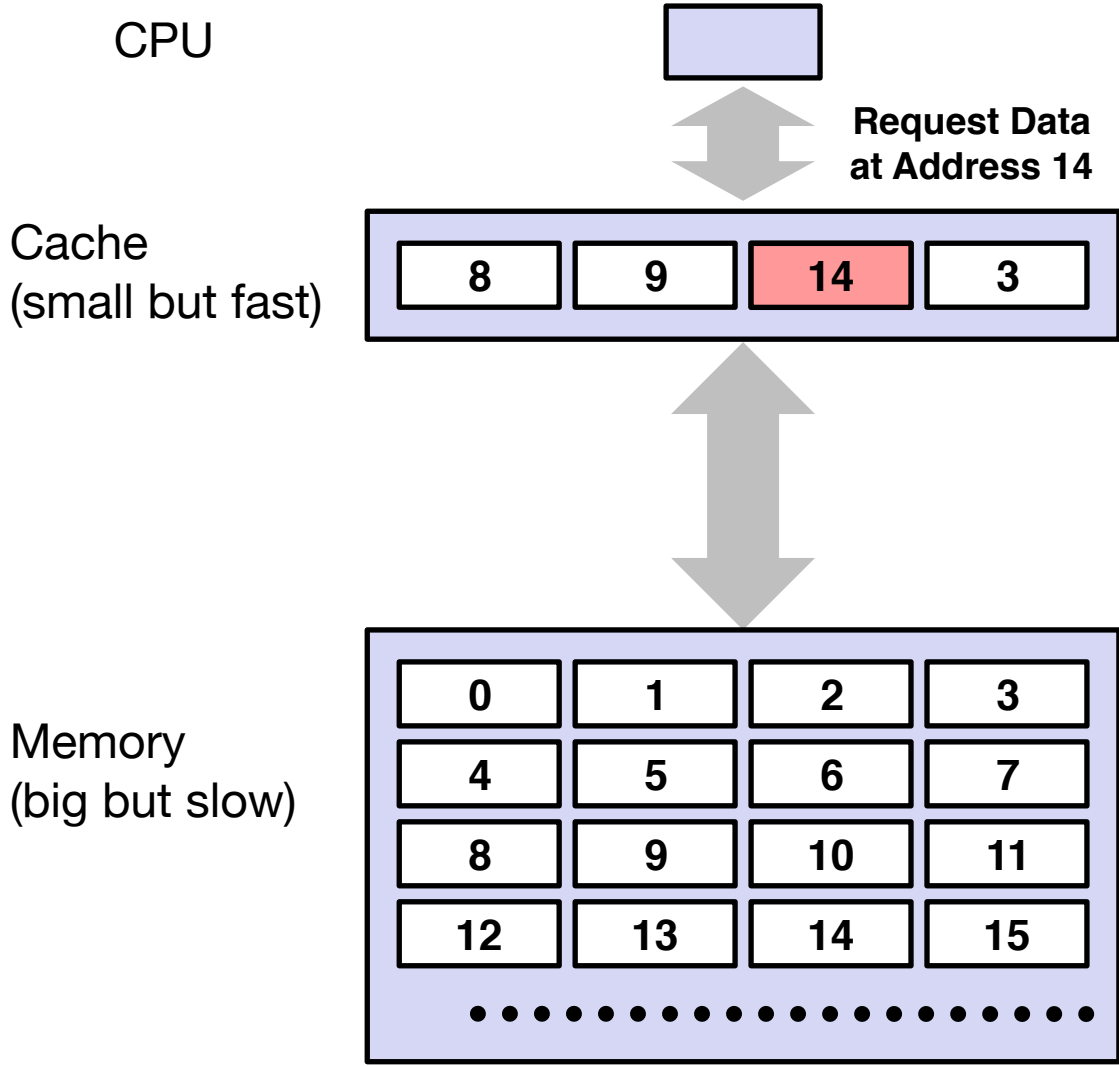 CPU
Request Data
at Address 14
Cache
(small but fast)
8 9 14 3
Memory
(big but slow)
0 1 2 3
4 5 6 7
8 9 10 11
12 13 14 15